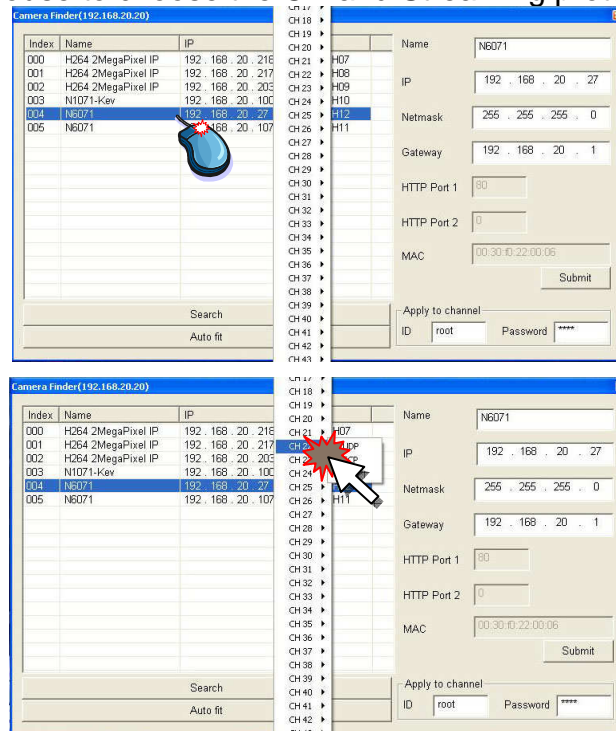 Camera Finder(192.168.20.20)
Index Name IP
000 H264 2MegaPixel IP 192 . 168 . 20 . 216 H07
001 H264 2MegaPixel IP 192 . 168 . 20 . 217 H08
002 H264 2MegaPixel IP 192 . 168 . 20 . 203 H09
003 N1071-Kev 192 . 168 . 20 . 100 H10
004 N6071 192 . 168 . 20 . 27 H12
005 N6071 168 . 20 . 107 H11
CH 17
CH 18
CH 19
CH 20
CH 21
CH 22
CH 23
CH 24
CH 25
CH 26
CH 27
CH 28
CH 29
CH 30
CH 31
CH 32
CH 33
CH 34
CH 35
CH 36
CH 37
CH 38
CH 39
CH 40
CH 41
CH 42
CH 43
Search
Auto fit
Name N6071
IP 192 . 168 . 20 . 27
Netmask 255 . 255 . 255 . 0
Gateway 192 . 168 . 20 . 1
HTTP Port 1 80
HTTP Port 2 0
MAC 00:30:f0:22:00:06
Submit
Apply to channel
ID root Password ****
Camera Finder(192.168.20.20)
Index Name IP
000 H264 2MegaPixel IP 192 . 168 . 20 . 216 H07
001 H264 2MegaPixel IP 192 . 168 . 20 . 217
002 H264 2MegaPixel IP 192 . 168 . 20 . 203
003 N1071-Kev 192 . 168 . 20 . 100
004 N6071 192 . 168 . 20 . 27
005 N6071 192 . 168 . 20 . 107 H11
CH 17
CH 18
CH 19
CH 20
CH 21
CH 24
CH 25
CH 26
CH 27
CH 28
CH 29
CH 30
CH 31
CH 32
CH 33
CH 34
CH 35
CH 36
CH 37
CH 38
CH 39
CH 40
CH 41
CH 42
Search
Auto fit
Name N6071
IP 192 . 168 . 20 . 27
Netmask 255 . 255 . 255 . 0
Gateway 192 . 168 . 20 . 1
HTTP Port 1 80
HTTP Port 2 0
MAC 00:30:f0:22:00:06
Submit
Apply to channel
ID root Password ****